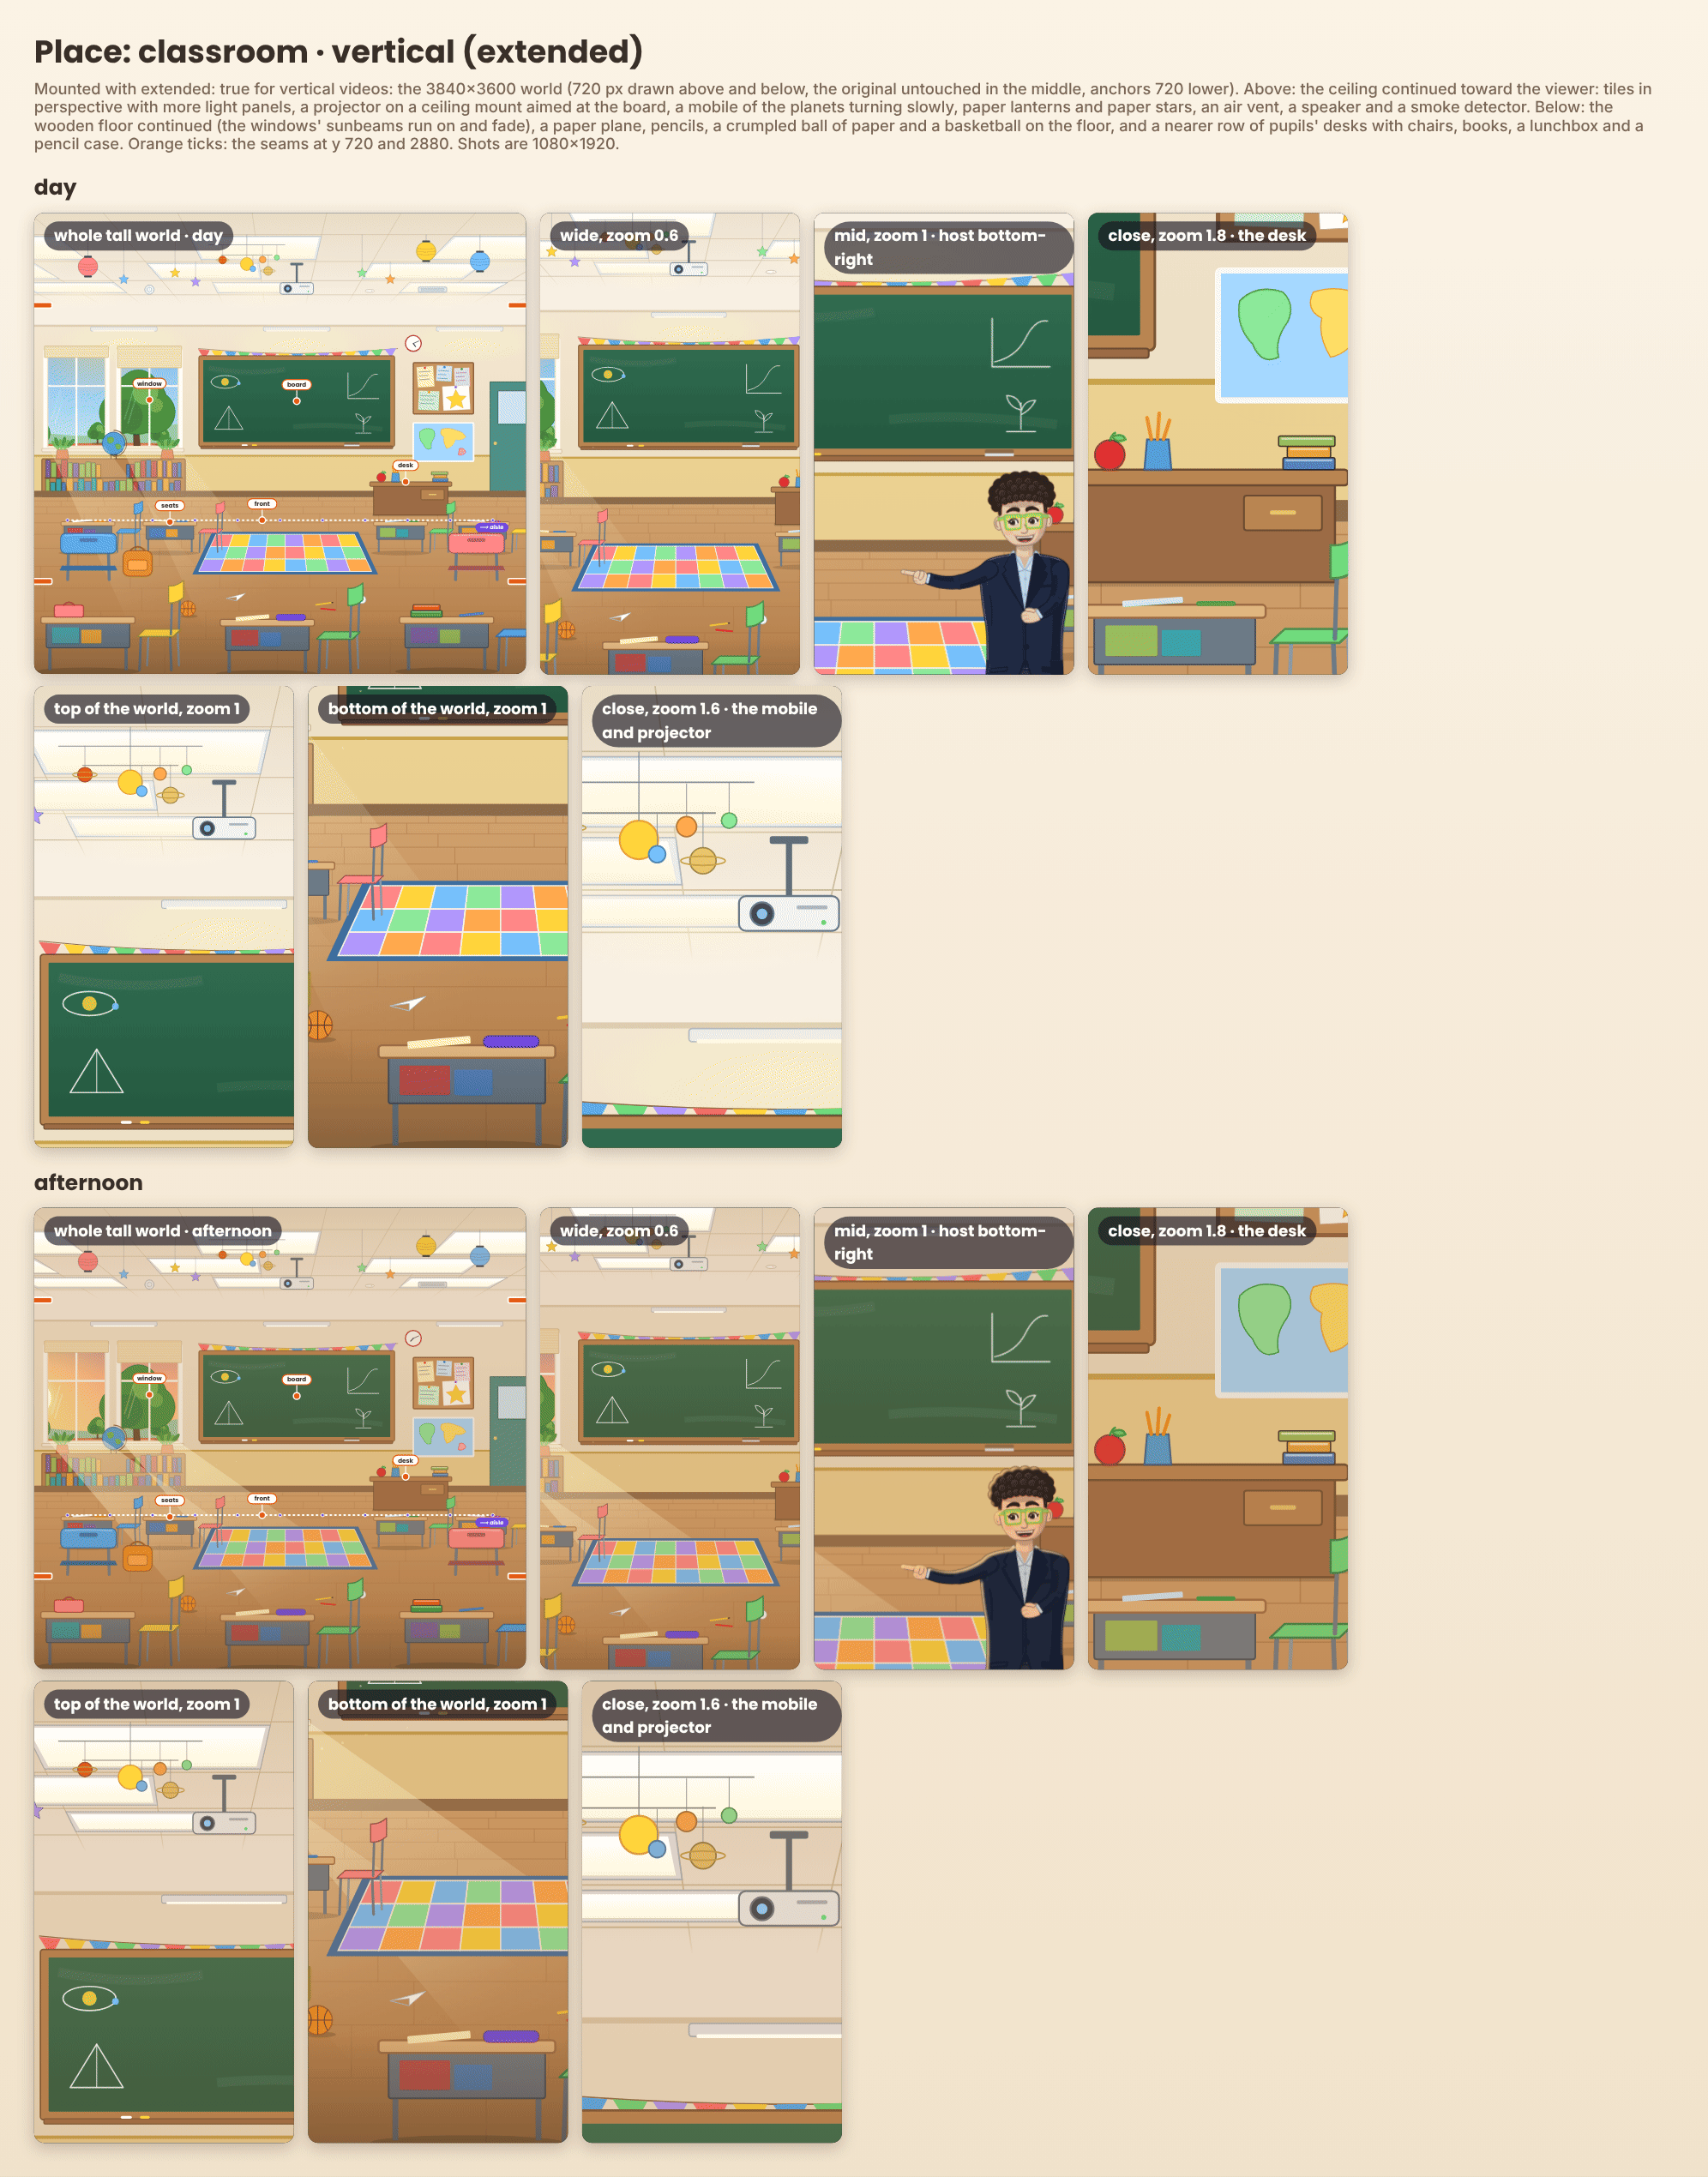 Place: classroom · vertical (extended)
Mounted with extended: true for vertical videos: the 3840×3600 world (720 px drawn above and below, the original untouched in the middle, anchors 720 lower). Above: the ceiling continued toward the viewer: tiles in
perspective with more light panels, a projector on a ceiling mount aimed at the board, a mobile of the planets turning slowly, paper lanterns and paper stars, an air vent, a speaker and a smoke detector. Below: the
wooden floor continued (the windows' sunbeams run on and fade), a paper plane, pencils, a crumpled ball of paper and a basketball on the floor, and a nearer row of pupils' desks with chairs, books, a lunchbox and a
pencil case. Orange ticks: the seams at y 720 and 2880. Shots are 1080×1920.
day
whole tall world · day
window
board
desk
seats
front
aisle
wide, zoom 0.6
mid, zoom 1 · host bottom-
right
close, zoom 1.8 · the desk
top of the world, zoom 1
bottom of the world, zoom 1
close, zoom 1.6 · the mobile
and projector
afternoon
whole tall world · afternoon
window
board
desk
seats
front
aisle
wide, zoom 0.6
mid, zoom 1 · host bottom-
right
close, zoom 1.8 · the desk
top of the world, zoom 1
bottom of the world, zoom 1
close, zoom 1.6 · the mobile
and projector